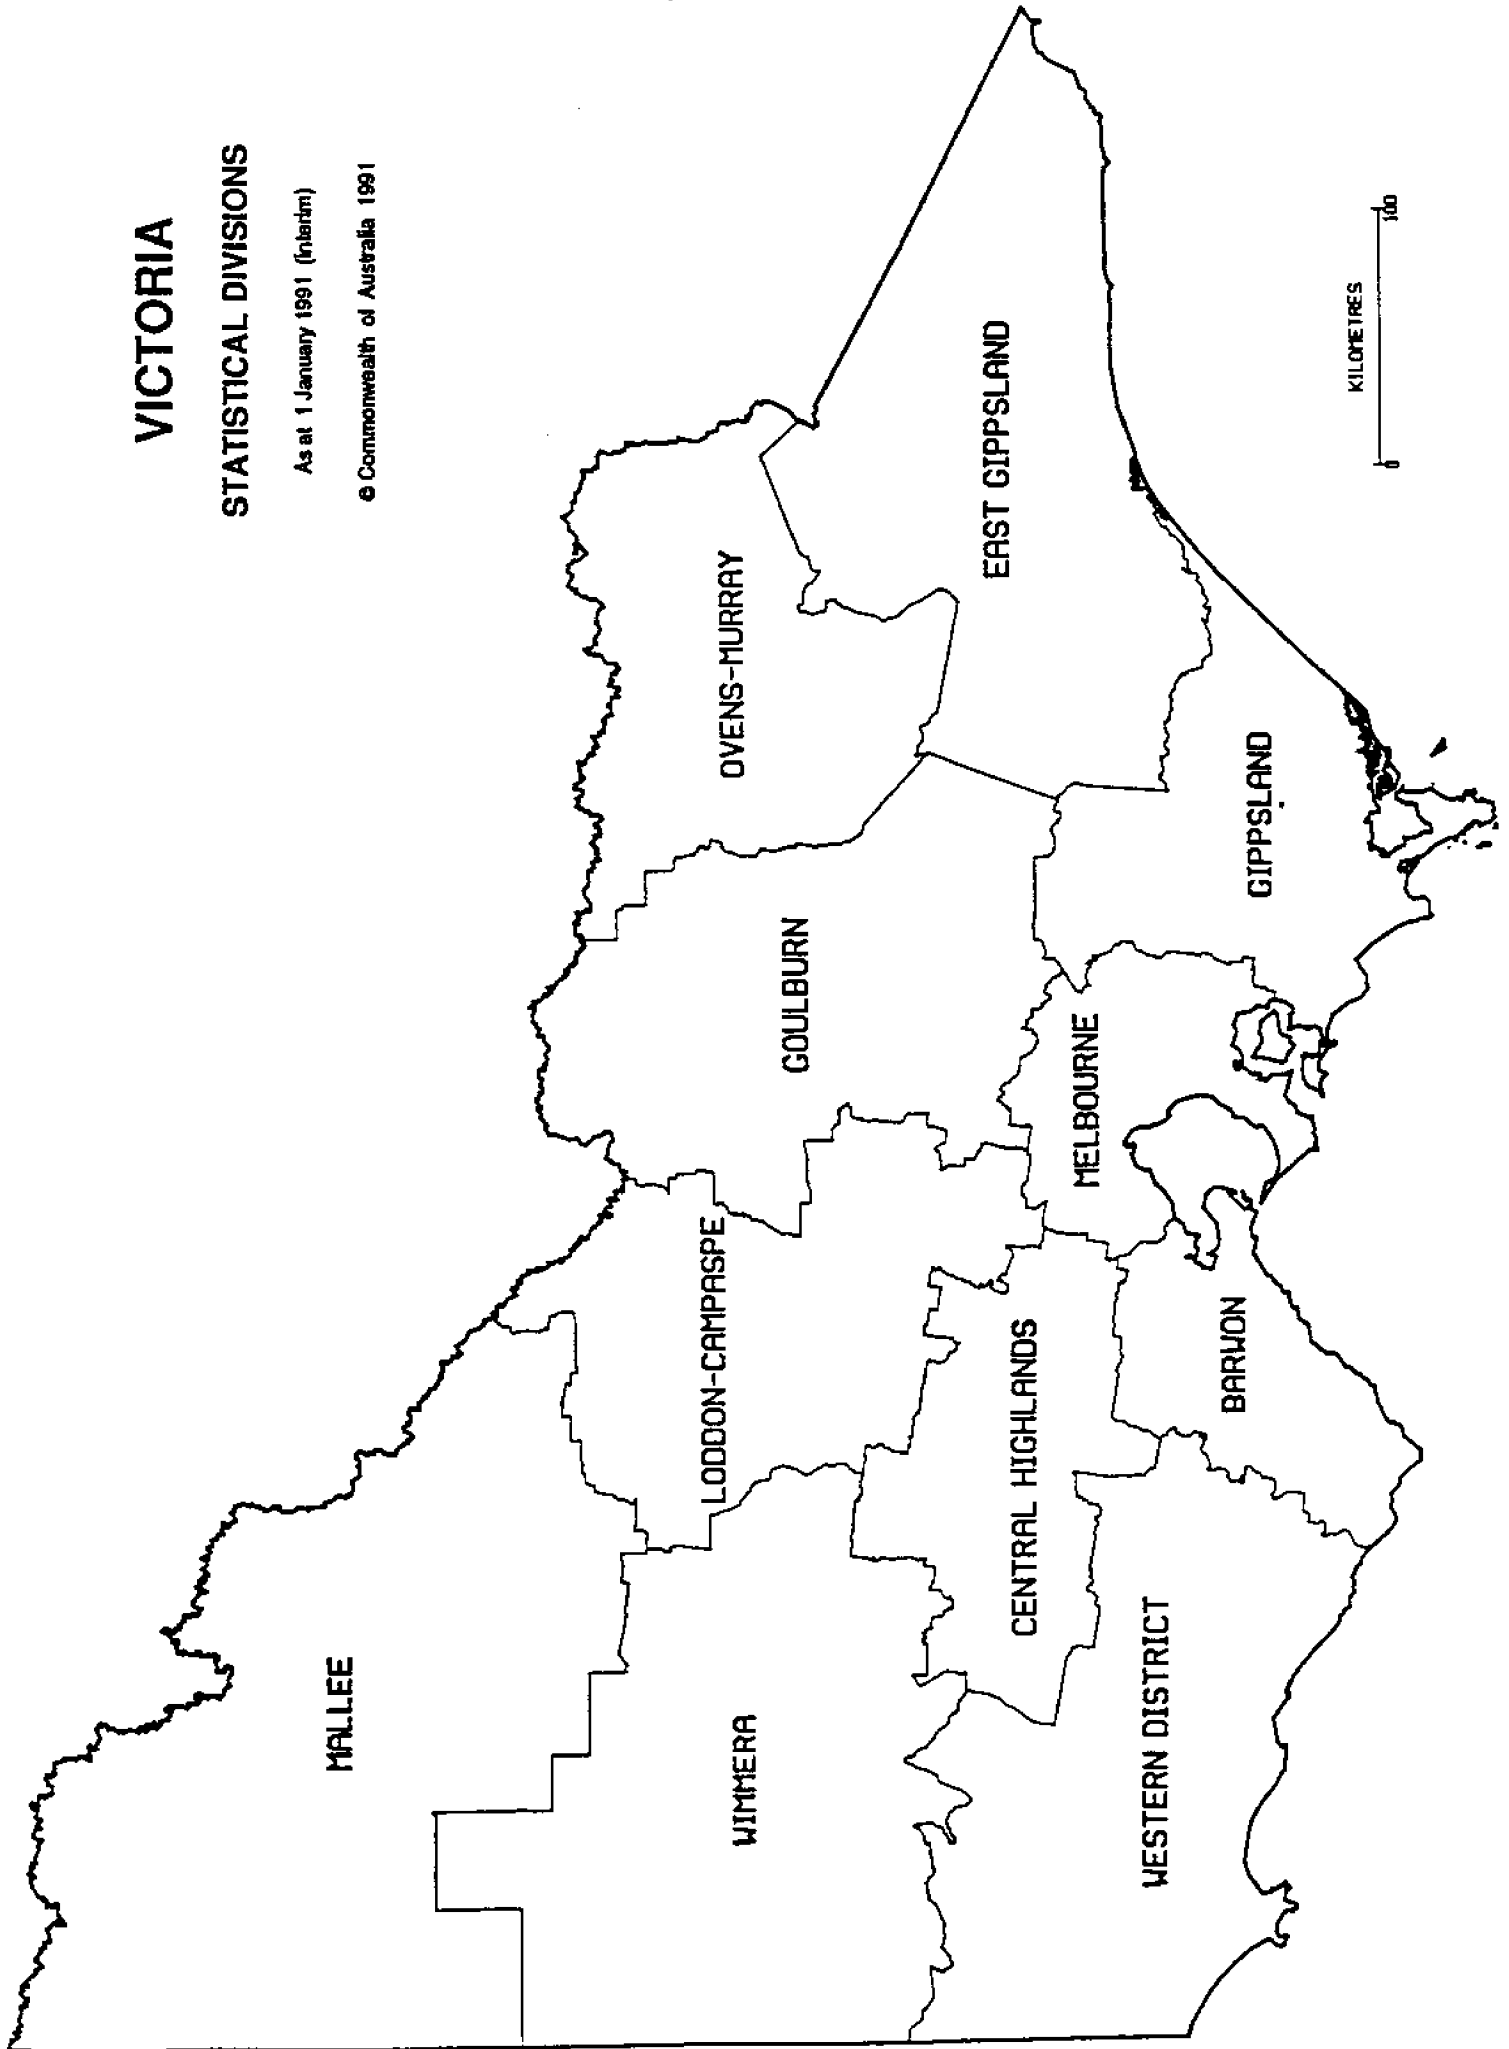 VICTORIA
STATISTICAL DIVISIONS
As at 1 January 1991 (Interim)
© Commonwealth of Australia 1991
MALLEE
WIMMERA
LODDON-CAMPASPE
GOULBURN
OVENS-MURRAY
EAST GIPPSLAND
CENTRAL HIGHLANDS
MELBOURNE
WESTERN DISTRICT
BARWON
GIPPSLAND
KILOMETRES
0 100